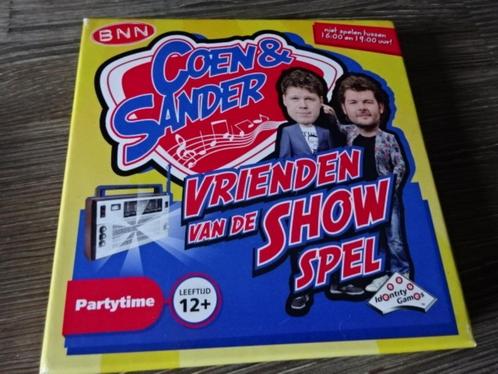 BNN
niet spelen tussen
16:00 en 19:00 uur!
COEN &
SANDER
VRIENDEN
VAN DE SHOW
SPEL
Partytime
LEEFTIJD
12+
Identity
Games